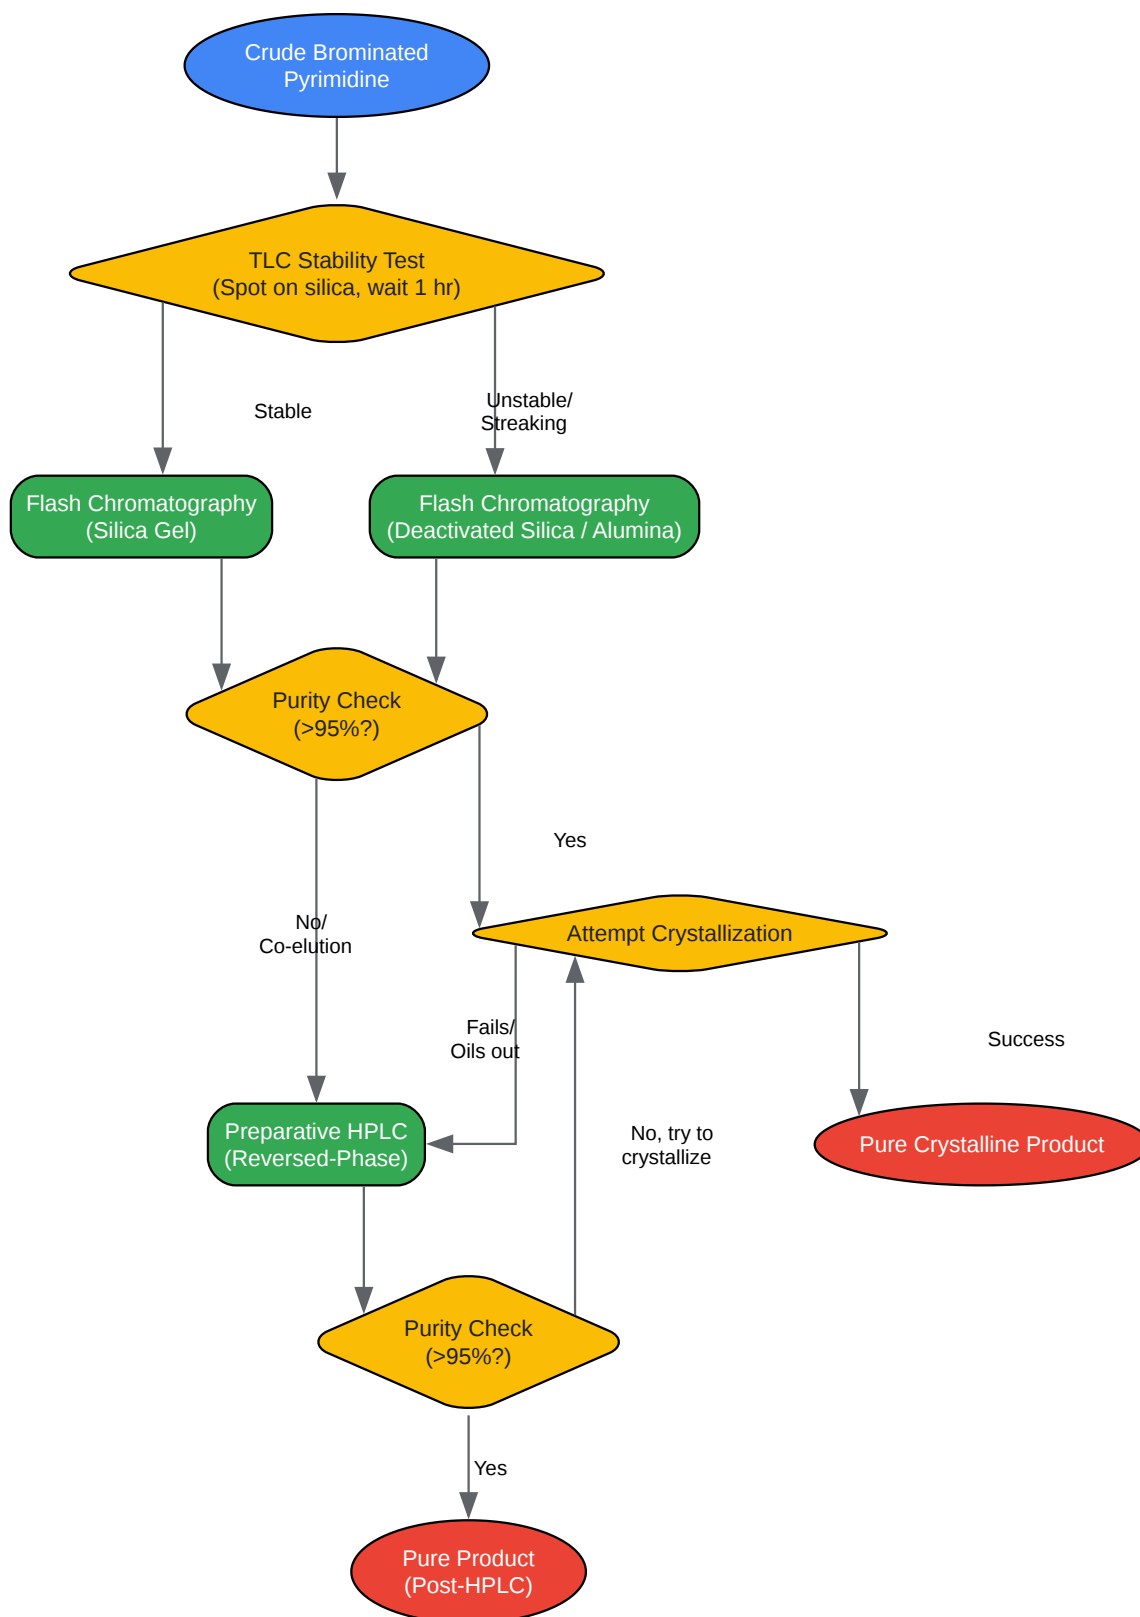 Crude Brominated
Pyrimidine
TLC Stability Test
(Spot on silica, wait 1 hr)
Stable
Unstable/
Streaking
Flash Chromatography
(Silica Gel)
Flash Chromatography
(Deactivated Silica / Alumina)
Purity Check
(>95%?)
Yes
No/
Co-elution
Attempt Crystallization
Fails/
Oils out
Success
Preparative HPLC
(Reversed-Phase)
No, try to
crystallize
Pure Crystalline Product
Purity Check
(>95%?)
Yes
Pure Product
(Post-HPLC)